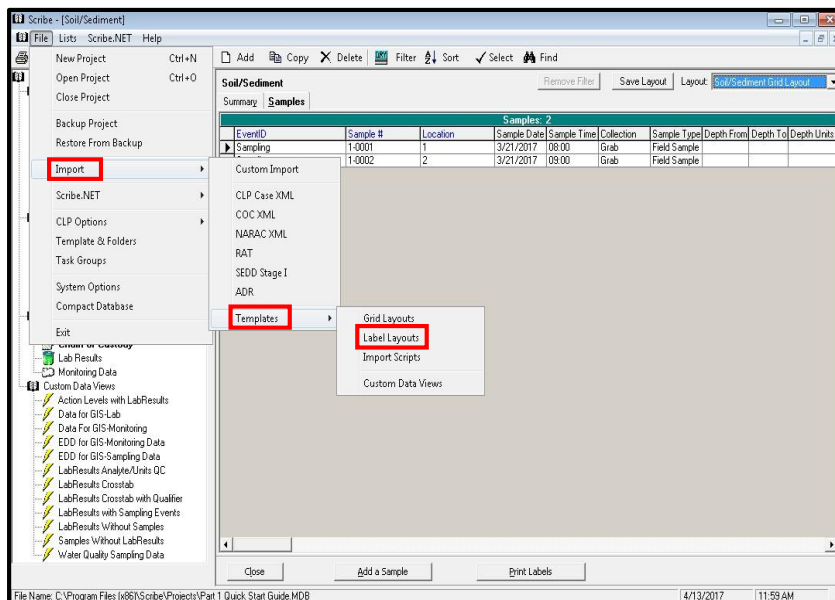 Scribe - [Soil/Sediment]
File Lists Scribe.NET Help
Add Copy Delete Filter Sort Select Find
New Project Ctrl+N
Open Project Ctrl+O
Close Project
Backup Project
Restore From Backup
Import
Scribe.NET
CLP Options
Template & Folders
Task Groups
System Options
Compact Database
Exit
Custom Import
CLP Case XML
COC XML
NARAC XML
RAT
SEDD Stage I
ADR
Templates
Grid Layouts
Label Layouts
Import Scripts
Custom Data Views
Soil/Sediment Remove Filter Save Layout Layout: Soil/Sediment Grid Layout
Summary Samples
Samples: 2
EventID Sample # Location Sample Date Sample Time Collection Sample Type Depth From Depth To Depth Units
Sampling 1-0001 1 3/21/2017 08:00 Grab Field Sample
1-0002 2 3/21/2017 09:00 Grab Field Sample
Chain of Custody
Lab Results
Monitoring Data
Custom Data Views
Action Levels with LabResults
Data for GIS-Lab
Data For GIS-Monitoring
EDD for GIS-Monitoring Data
EDD for GIS-Sampling Data
LabResults Analyte/Units QC
LabResults Crosstab
LabResults Crosstab with Qualifier
LabResults with Sampling Events
LabResults Without Samples
Samples Without LabResults
Water Quality Sampling Data
Close Add a Sample Print Labels
File Name: C:\Program Files (x86)\Scribe\Projects\Part 1 Quick Start Guide.MDB 4/13/2017 11:59 AM